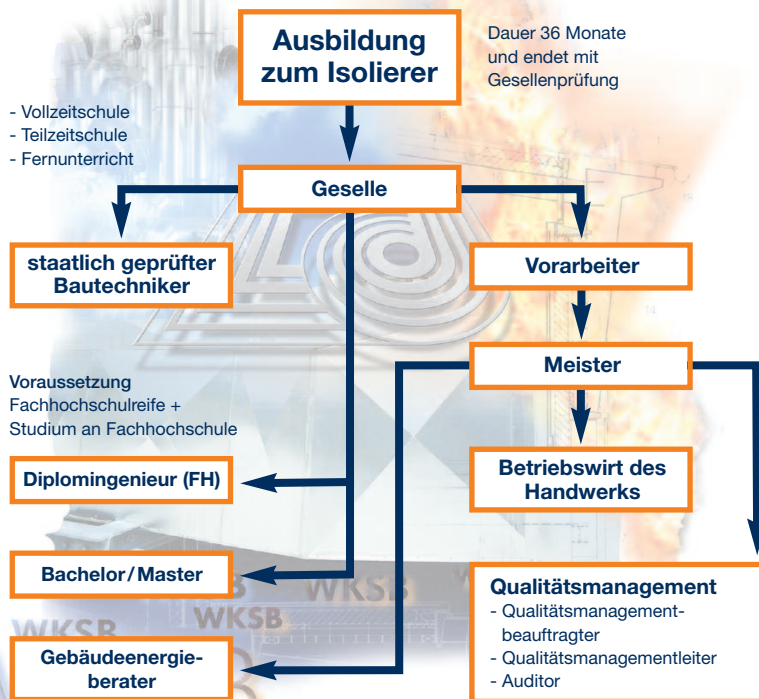 Ausbildung
zum Isolierer
Dauer 36 Monate
und endet mit
Gesellenprüfung
- Vollzeitschule
- Teilzeitschule
- Fernunterricht
Geselle
staatlich geprüfter
Bautechniker
Vorarbeiter
Meister
Voraussetzung
Fachhochschulreife +
Studium an Fachhochschule
Diplomingenieur (FH)
Betriebswirt des
Handwerks
Bachelor/Master
Gebäudeenergie-
berater
Qualitätsmanagement
- Qualitätsmanagement-
beauftragter
- Qualitätsmanagementleiter
- Auditor
WKSB
WKSB
WKSB